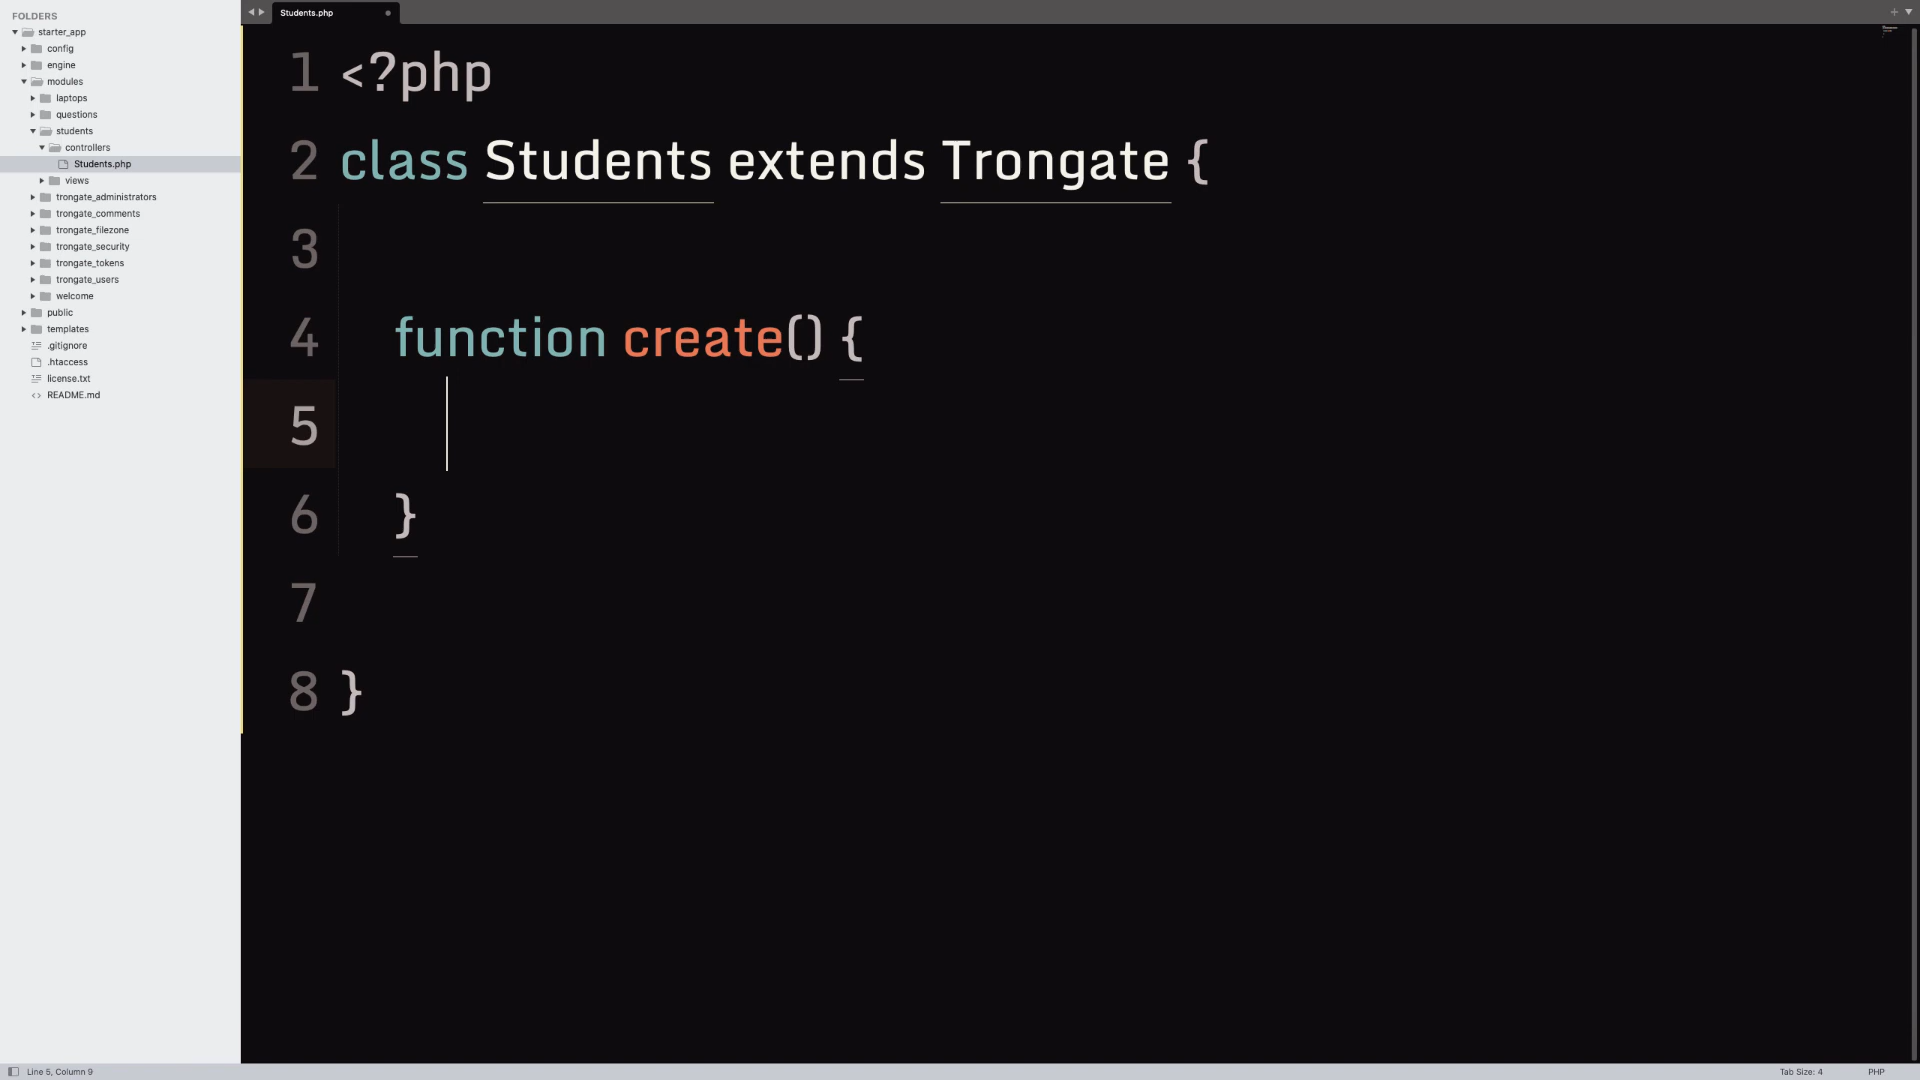 FOLDERS
starter_app
config
engine
modules
laptops
questions
students
controllers
Students.php
views
trongate_administrators
trongate_comments
trongate_filezone
trongate_security
trongate_tokens
trongate_users
welcome
public
templates
.gitignore
.htaccess
license.txt
README.md
Students.php
1 <?php
2 class Students extends Trongate {
3
4 function create() {
5
6 }
7
8 }
Line 5, Column 9
Tab Size: 4
PHP